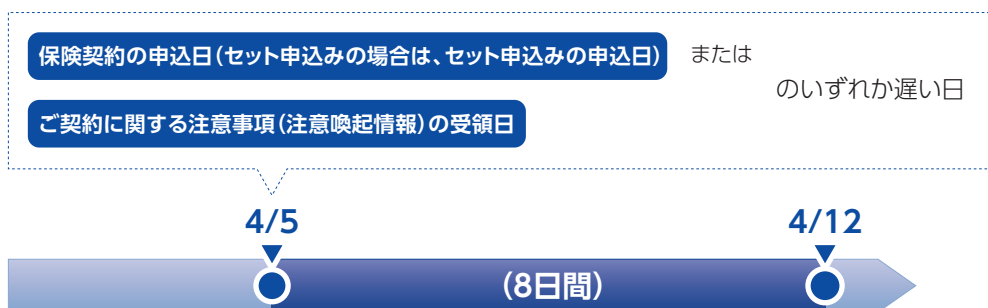 保険契約の申込日（セット申込みの場合は、セット申込みの申込日）
または
のいずれか遅い日
ご契約に関する注意事項（注意喚起情報）の受領日
4/5
4/12
（8日間）